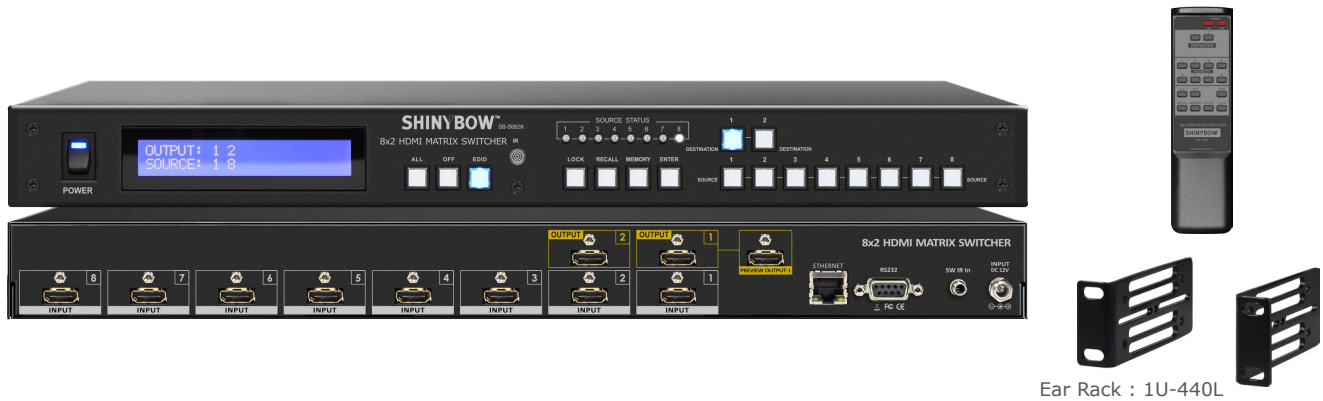 SHINYBOW™ SB-5682K
8x2 HDMI MATRIX SWITCHER IR
POWER
OUTPUT: 1 2
SOURCE: 1 8
ALL OFF EDID
SOURCE STATUS
1 2 3 4 5 6 7 8
LOCK RECALL MEMORY ENTER
1 2
DESTINATION DESTINATION
1 2 3 4 5 6 7 8
SOURCE SOURCE
OUTPUT 2 OUTPUT 1
PREVIEW OUTPUT-1
8x2 HDMI MATRIX SWITCHER
8 7 6 5 4 3 2 1
INPUT INPUT INPUT INPUT INPUT INPUT INPUT INPUT
ETHERNET RS232 SW IR In INPUT
DC 12V
FC CE
DESTINATION
SHINYBOW
Ear Rack : 1U-440L